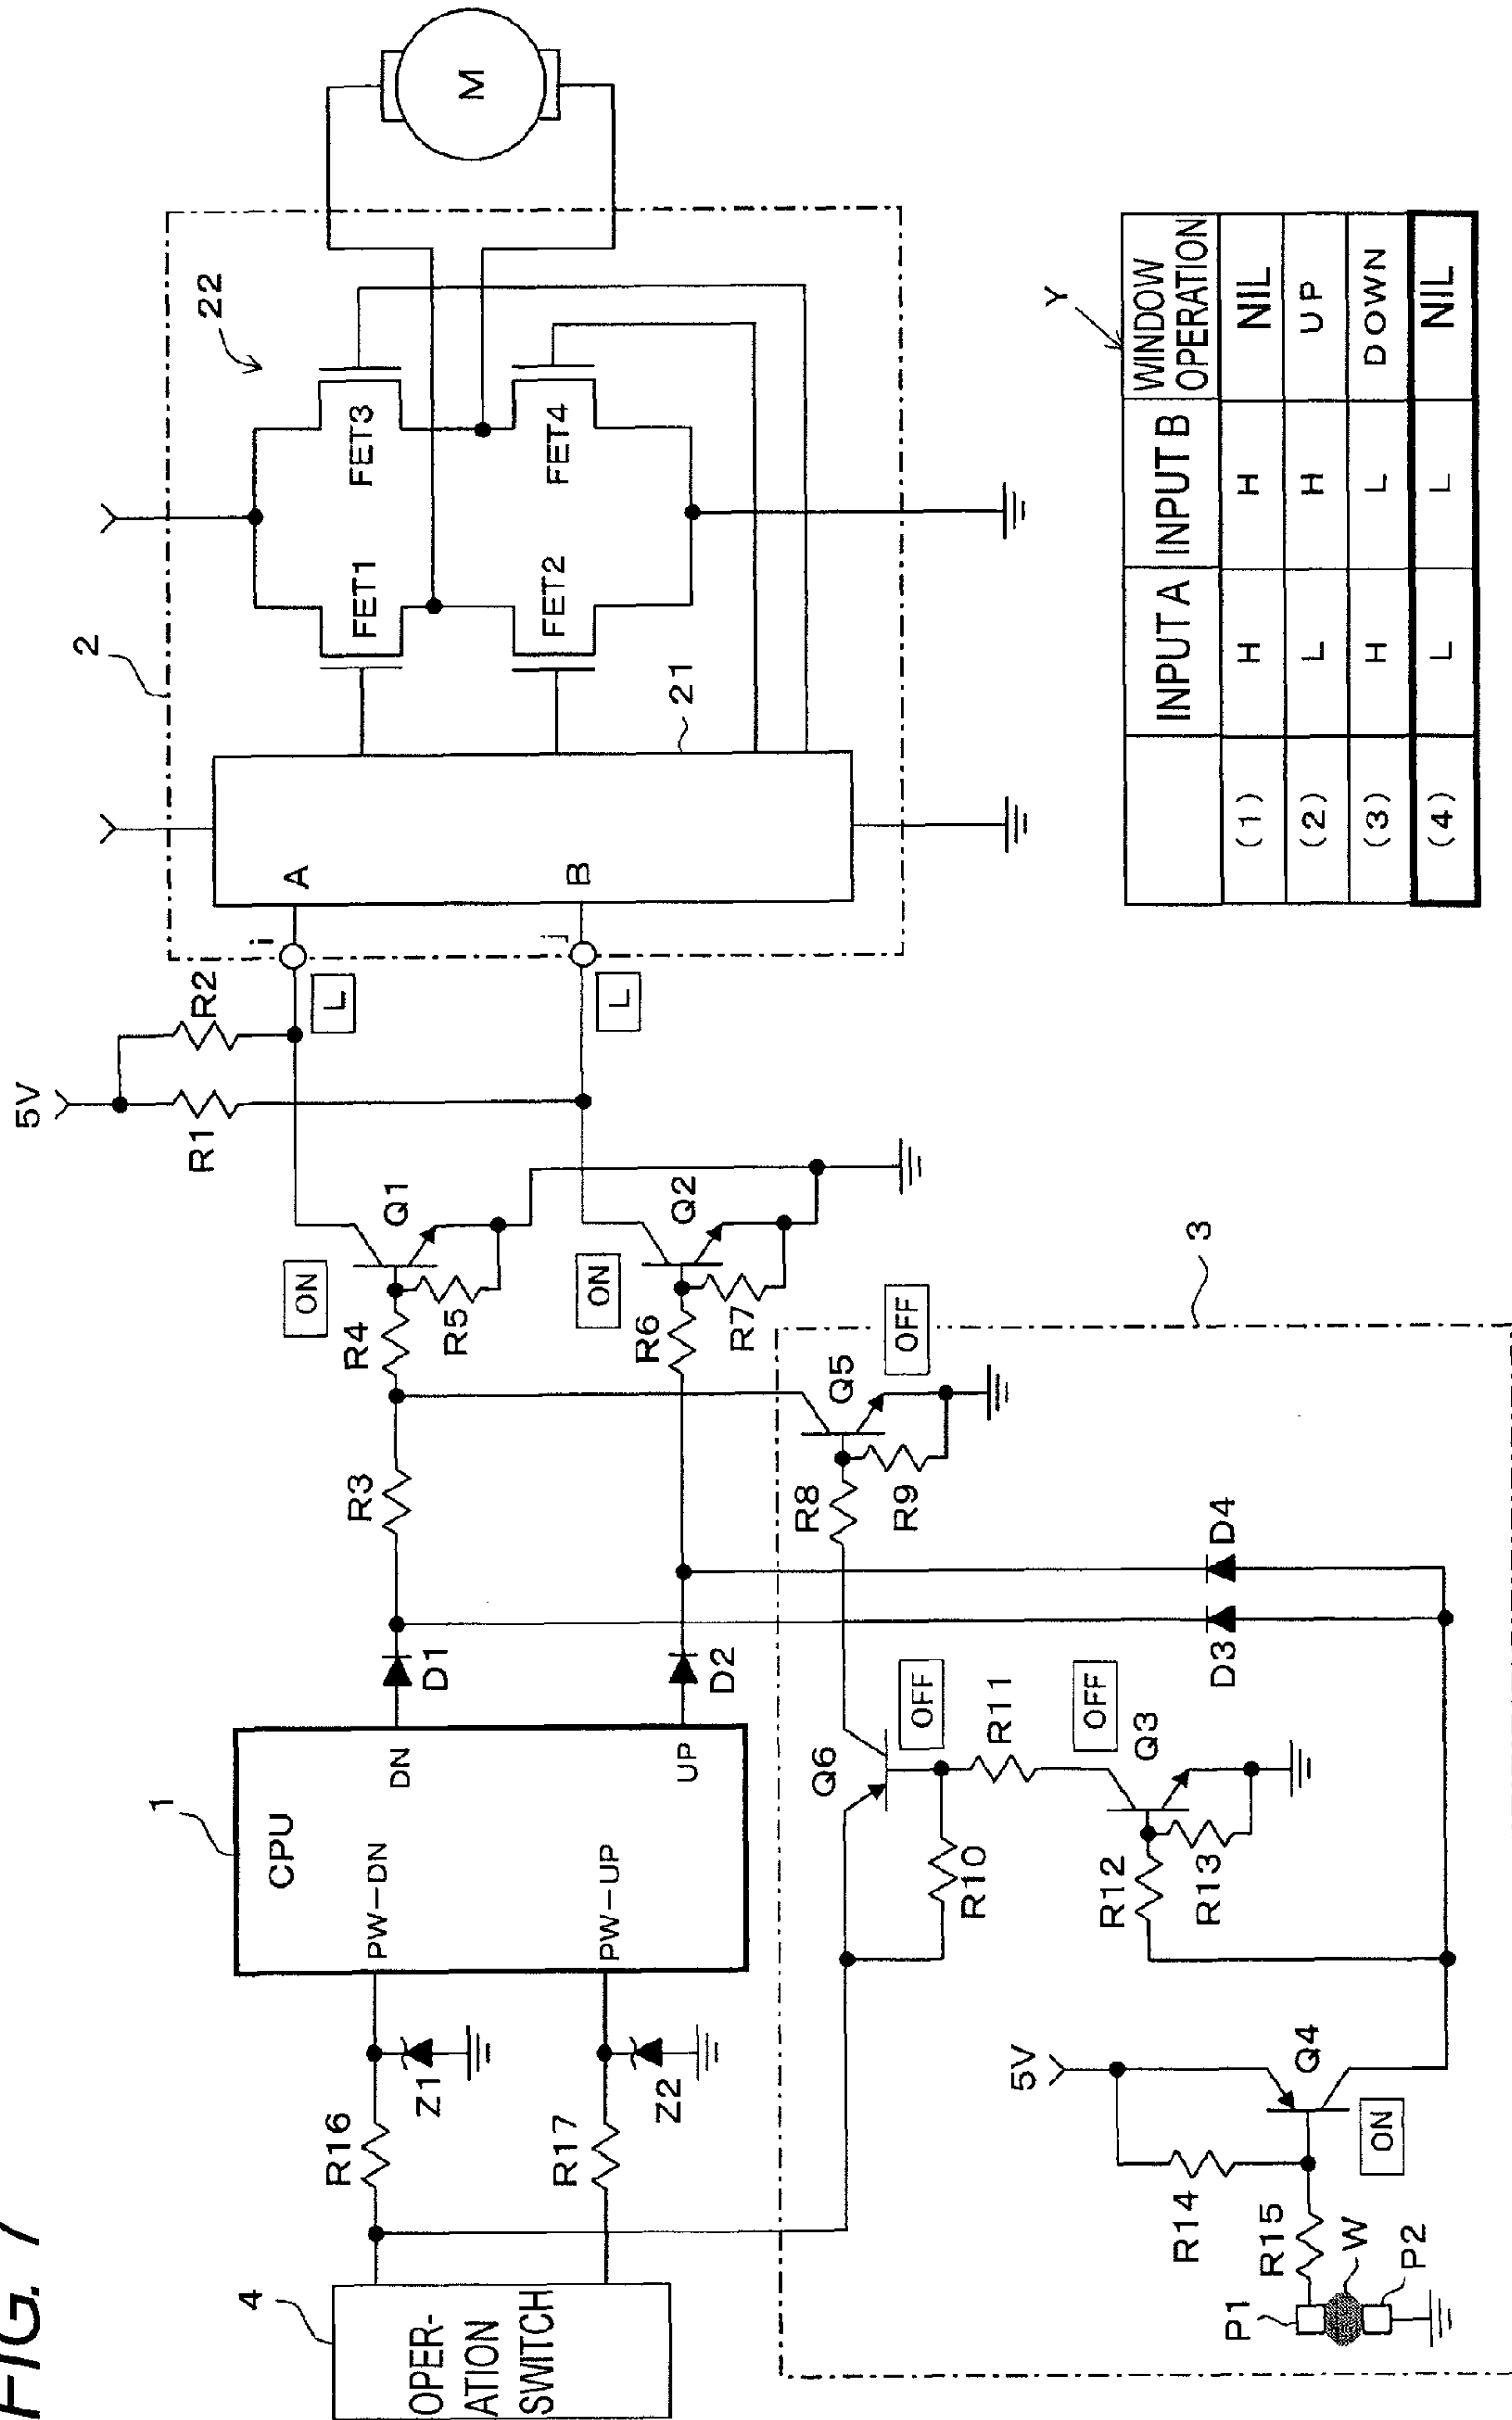 FIG. 7
4
OPER-
ATION
SWITCH
R16
R17
Z1
Z2
1
CPU
PW-DN
PW-UP
DN
UP
D1
D2
R3
R4
R5
R6
R7
ON
Q1
ON
Q2
5V
R1
R2
L
L
i
j
A
B
2
21
22
FET1
FET2
FET3
FET4
M
3
P1
P2
W
R15
R14
5V
Q4
ON
R12
R13
Q3
OFF
R10
R11
Q6
OFF
D3
D4
R8
R9
Q5
OFF
Y
INPUT A INPUT B WINDOW OPERATION
(1) H H NIL
(2) L H UP
(3) H L DOWN
(4) L L NIL